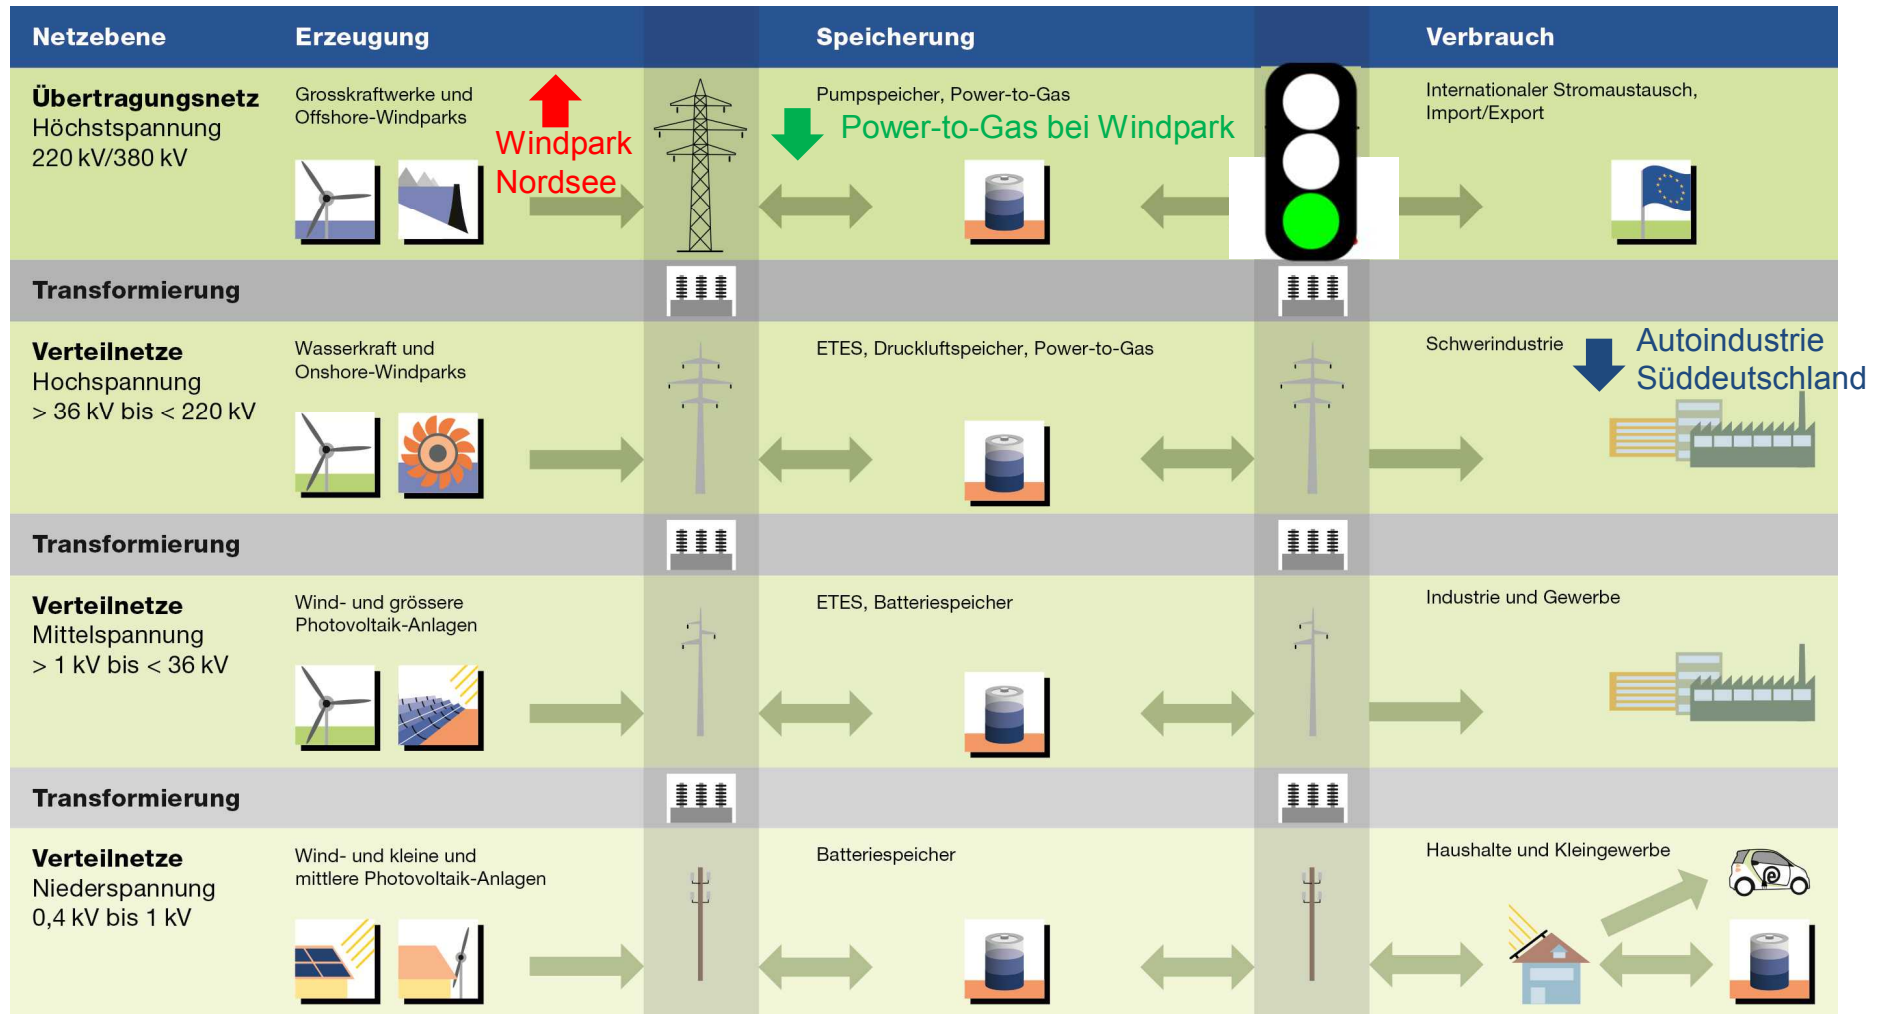 Netzebene
Erzeugung
Speicherung
Verbrauch
Übertragungsnetz
Höchstspannung
220 kV/380 kV
Grosskraftwerke und
Offshore-Windparks
Windpark
Nordsee
Pumpspeicher, Power-to-Gas
Power-to-Gas bei Windpark
Internationaler Stromaustausch,
Import/Export
Transformierung
Verteilnetze
Hochspannung
> 36 kV bis < 220 kV
Wasserkraft und
Onshore-Windparks
ETES, Druckluftspeicher, Power-to-Gas
Schwerindustrie
Autoindustrie
Süddeutschland
Transformierung
Verteilnetze
Mittelspannung
> 1 kV bis < 36 kV
Wind- und grössere
Photovoltaik-Anlagen
ETES, Batteriespeicher
Industrie und Gewerbe
Transformierung
Verteilnetze
Niederspannung
0,4 kV bis 1 kV
Wind- und kleine und
mittlere Photovoltaik-Anlagen
Batteriespeicher
Haushalte und Kleingewerbe